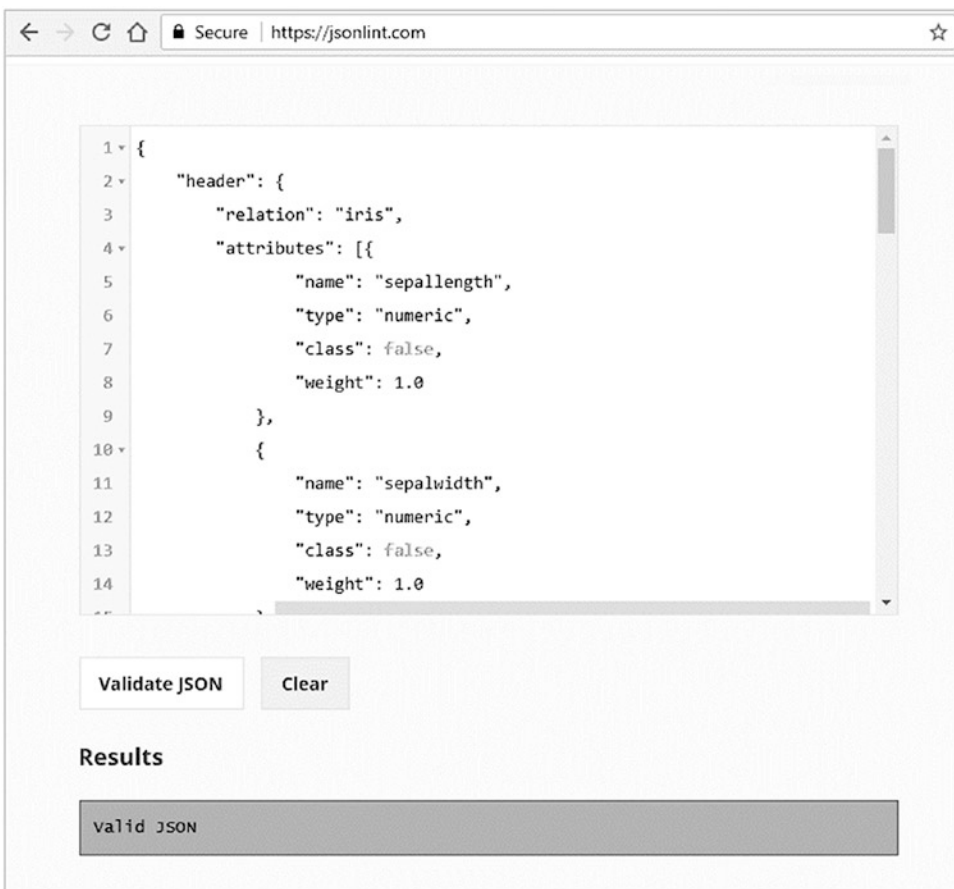 Secure | https://jsonlint.com
1 {
2 "header": {
3 "relation": "iris",
4 "attributes": [{
5 "name": "sepallength",
6 "type": "numeric",
7 "class": false,
8 "weight": 1.0
9 },
10 {
11 "name": "sepalwidth",
12 "type": "numeric",
13 "class": false,
14 "weight": 1.0
Validate JSON Clear
Results
Valid JSON